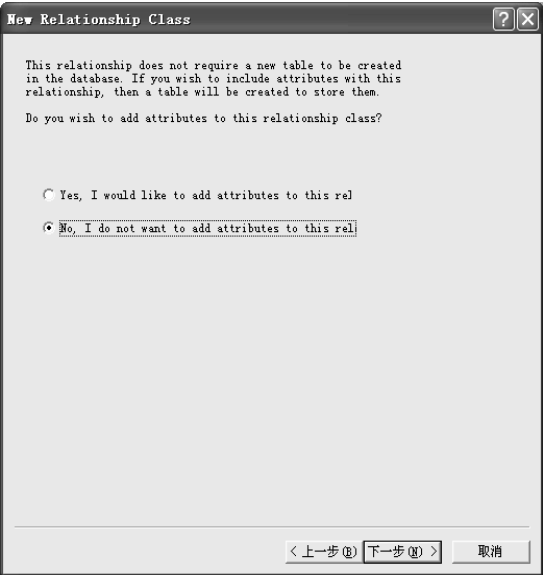 New Relationship Class
This relationship does not require a new table to be created
in the database. If you wish to include attributes with this
relationship, then a table will be created to store them.
Do you wish to add attributes to this relationship class?
Yes, I would like to add attributes to this rel
No, I do not want to add attributes to this rel
< 上一步(B) 下一步(N) > 取消